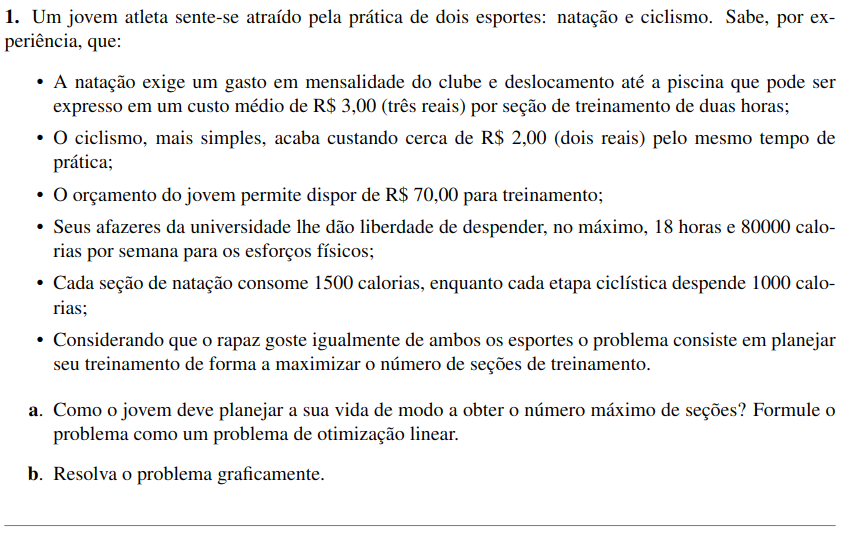 1. Um jovem atleta sente-se atraído pela prática de dois esportes: natação e ciclismo. Sabe, por ex-
periência, que:
• A natação exige um gasto em mensalidade do clube e deslocamento até a piscina que pode ser
expresso em um custo médio de R$ 3,00 (três reais) por seção de treinamento de duas horas;
• O ciclismo, mais simples, acaba custando cerca de R$ 2,00 (dois reais) pelo mesmo tempo de
prática;
• O orçamento do jovem permite dispor de R$ 70,00 para treinamento;
• Seus afazeres da universidade lhe dão liberdade de despender, no máximo, 18 horas e 80000 calo-
rias por semana para os esforços físicos;
• Cada seção de natação consome 1500 calorias, enquanto cada etapa ciclística despende 1000 calo-
rias;
• Considerando que o rapaz goste igualmente de ambos os esportes o problema consiste em planejar
seu treinamento de forma a maximizar o número de seções de treinamento.
a. Como o jovem deve planejar a sua vida de modo a obter o número máximo de seções? Formule o
problema como um problema de otimização linear.
b. Resolva o problema graficamente.